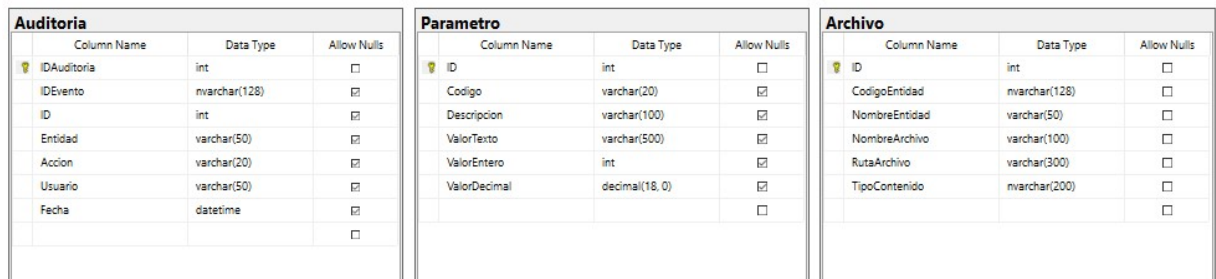 Auditoria
Column Name Data Type Allow Nulls
IDAuditoria int
IDEvento nvarchar(128)
ID int
Entidad varchar(50)
Accion varchar(20)
Usuario varchar(50)
Fecha datetime
Parametro
Column Name Data Type Allow Nulls
ID int
Codigo varchar(20)
Descripcion varchar(100)
ValorTexto varchar(500)
ValorEntero int
ValorDecimal decimal(18, 0)
Archivo
Column Name Data Type Allow Nulls
ID int
CodigoEntidad nvarchar(128)
NombreEntidad varchar(50)
NombreArchivo varchar(100)
RutaArchivo varchar(300)
TipoContenido nvarchar(200)